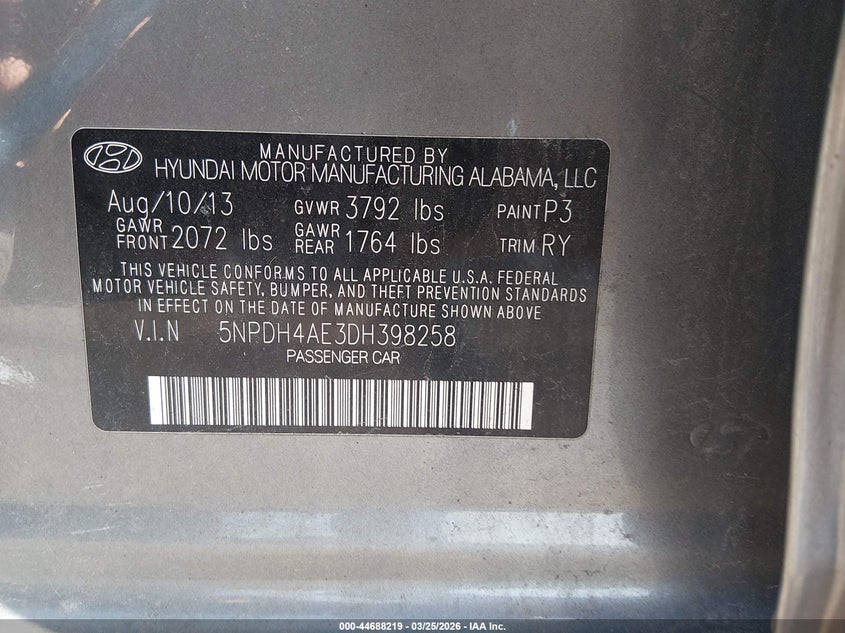 MANUFACTURED BY
HYUNDAI MOTOR MANUFACTURING ALABAMA, LLC
Aug/10/13 GVWR 3792 lbs PAINT P3
GAWR FRONT 2072 lbs GAWR REAR 1764 lbs TRIM RY
THIS VEHICLE CONFORMS TO ALL APPLICABLE U.S.A. FEDERAL
MOTOR VEHICLE SAFETY, BUMPER, AND THEFT PREVENTION STANDARDS
IN EFFECT ON THE DATE OF MANUFACTURE SHOWN ABOVE
V.I.N 5NPDH4AE3DH398258
PASSENGER CAR
000-44688219 - 03/25/2026 - IAA Inc.